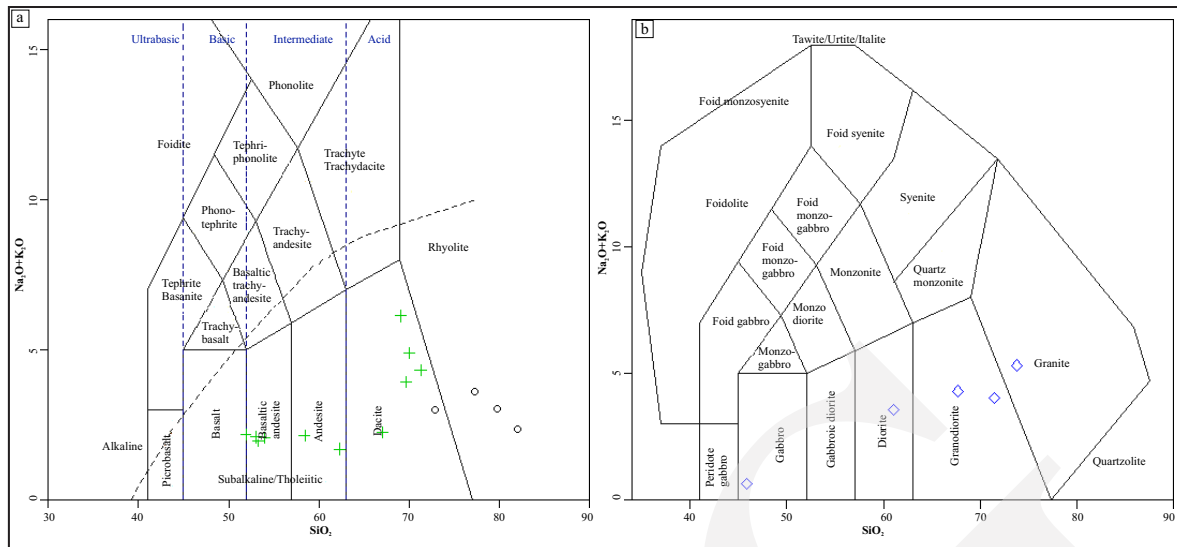 a
Ultrabasic
Basic
Intermediate
Acid
Phonolite
Foidite
Tephri-
phonolite
Trachyte
Trachydacite
Phono-
tephrite
Trachy-
andesite
Rhyolite
Tephrite
Basanite
Basaltic
trachy-
andesite
Trachy-
basalt
Alkaline
Picrobasalt
Basalt
Basaltic
andesite
Andesite
Dacite
Subalkaline/Tholeiitic
Na₂O+K₂O
0
5
10
15
30
40
50
60
70
80
90
SiO₂
b
Tawite/Urtite/Italite
Foid monzosyenite
Foid syenite
Foidolite
Foid
monzo-
gabbro
Syenite
Foid
monzo-
gabbro
Monzonite
Quartz
monzonite
Foid gabbro
Monzo
diorite
Monzo-
gabbro
Granite
Peridote
gabbro
Gabbro
Gabbroic diorite
Diorite
Granodiorite
Quartzolite
Na₂O+K₂O
0
5
10
15
40
50
60
70
80
90
SiO₂